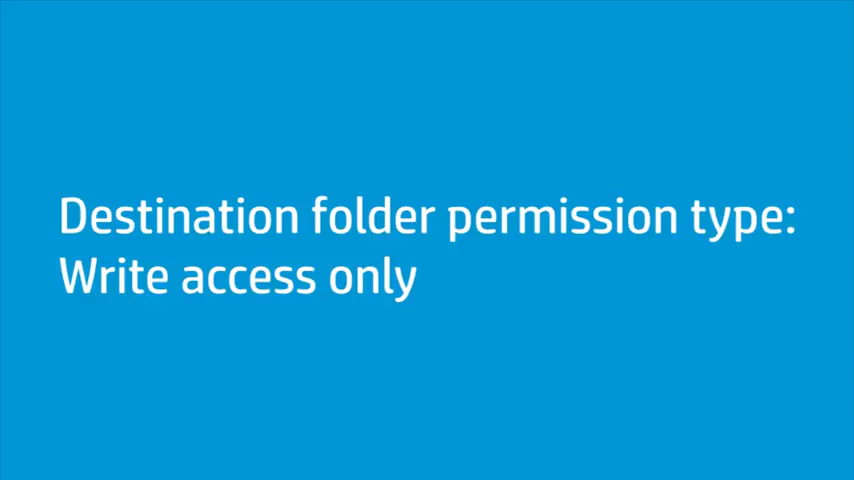 Destination folder permission type:
Write access only